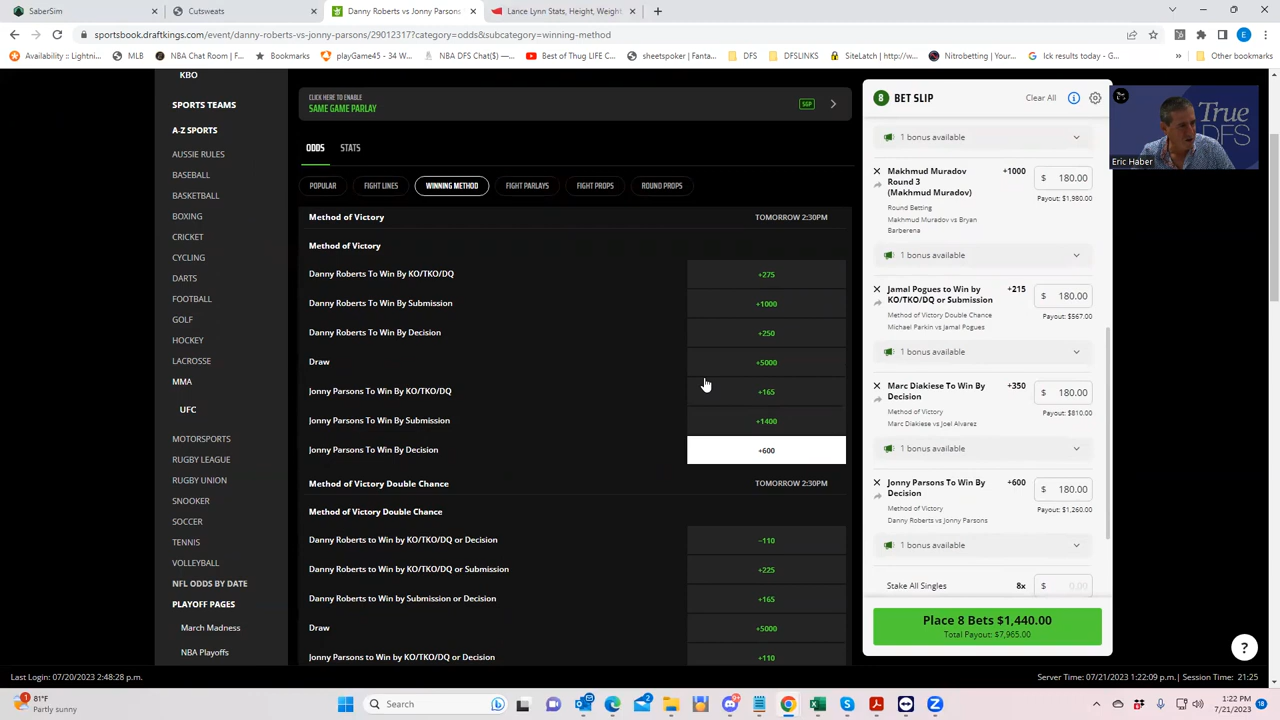 SaberSim
Cutsweats
Danny Roberts vs Jonny Parsons
Lance Lynn Stats, Height, Weight
sportsbook.draftkings.com/event/danny-roberts-vs-jonny-parsons/29012317?category=odds&subcategory=winning-method
Availability :: Lightni...
MLB
NBA Chat Room | F...
Bookmarks
playGame45 - 34 W...
NBA DFS Chat($) -...
Best of Thug LIFE C...
sheetspoker | Fanta...
DFS
DFSLINKS
SiteLatch | http://w...
Nitrobetting | Your...
!ck results today - G...
Other bookmarks
KBO
SPORTS TEAMS
A-Z SPORTS
AUSSIE RULES
BASEBALL
BASKETBALL
BOXING
CRICKET
CYCLING
DARTS
FOOTBALL
GOLF
HOCKEY
LACROSSE
MMA
UFC
MOTORSPORTS
RUGBY LEAGUE
RUGBY UNION
SNOOKER
SOCCER
TENNIS
VOLLEYBALL
NFL ODDS BY DATE
PLAYOFF PAGES
March Madness
NBA Playoffs
CLICK HERE TO ENABLE
SAME GAME PARLAY
SGP
ODDS STATS
POPULAR FIGHT LINES WINNING METHOD FIGHT PARLAYS FIGHT PROPS ROUND PROPS
Method of Victory TOMORROW 2:30PM
Method of Victory
Danny Roberts To Win By KO/TKO/DQ +275
Danny Roberts To Win By Submission +1000
Danny Roberts To Win By Decision +250
Draw +5000
Jonny Parsons To Win By KO/TKO/DQ +165
Jonny Parsons To Win By Submission +1400
Jonny Parsons To Win By Decision +600
Method of Victory Double Chance TOMORROW 2:30PM
Method of Victory Double Chance
Danny Roberts to Win by KO/TKO/DQ or Decision −110
Danny Roberts to Win by KO/TKO/DQ or Submission +225
Danny Roberts to Win by Submission or Decision +165
Draw +5000
Jonny Parsons to Win by KO/TKO/DQ or Decision +110
8 BET SLIP Clear All
1 bonus available
Makhmud Muradov +1000 $ 180.00
Round 3 Payout: $1,980.00
(Makhmud Muradov)
Round Betting
Makhmud Muradov vs Bryan
Barberena
1 bonus available
Jamal Pogues to Win by +215 $ 180.00
KO/TKO/DQ or Submission Payout: $567.00
Method of Victory Double Chance
Michael Parkin vs Jamal Pogues
1 bonus available
Marc Diakiese To Win By +350 $ 180.00
Decision Payout: $810.00
Method of Victory
Marc Diakiese vs Joel Alvarez
1 bonus available
Jonny Parsons To Win By +600 $ 180.00
Decision Payout: $1,260.00
Method of Victory
Danny Roberts vs Jonny Parsons
1 bonus available
Stake All Singles 8x $ 0.00
Place 8 Bets $1,440.00
Total Payout: $7,965.00
True
DFS
Eric Haber
?
Last Login: 07/20/2023 2:48:28 p.m.
Server Time: 07/21/2023 1:22:09 p.m. | Session Time: 21:25
81°F
Partly sunny
Search
1:22 PM
7/21/2023